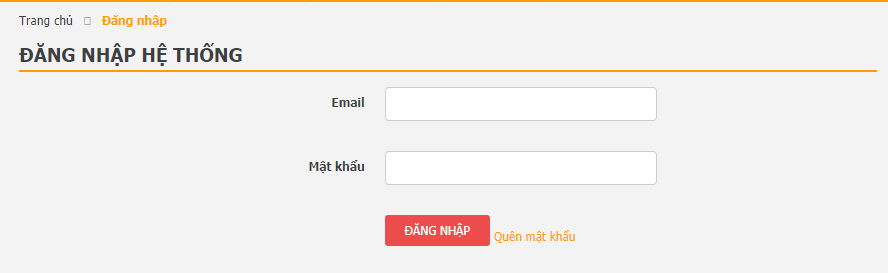 Trang chủ Đăng nhập
ĐĂNG NHẬP HỆ THỐNG
Email
Mật khẩu
ĐĂNG NHẬP Quên mật khẩu